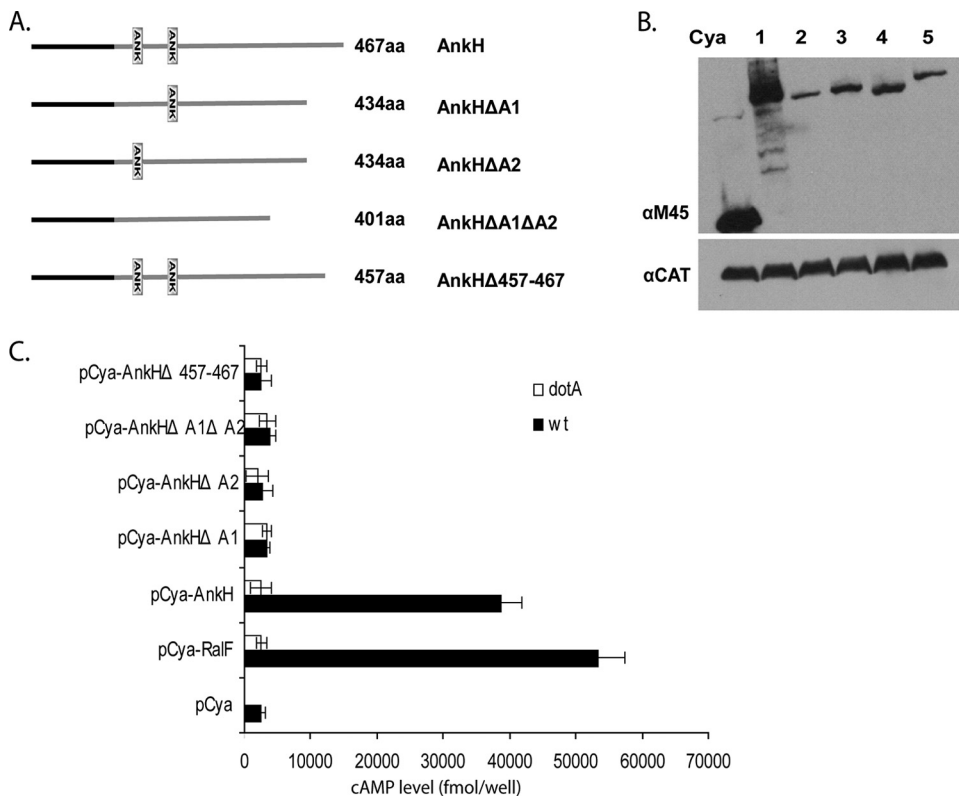 A.
ANK ANK 467aa AnkH
ANK 434aa AnkHΔA1
ANK 434aa AnkHΔA2
401aa AnkHΔA1ΔA2
ANK ANK 457aa AnkHΔ457-467
B.
Cya 1 2 3 4 5
αM45
αCAT
C.
pCya-AnkHΔ 457-467
pCya-AnkHΔ A1Δ A2
pCya-AnkHΔ A2
pCya-AnkHΔ A1
pCya-AnkH
pCya-RalF
pCya
dotA
wt
0 10000 20000 30000 40000 50000 60000 70000
cAMP level (fmol/well)